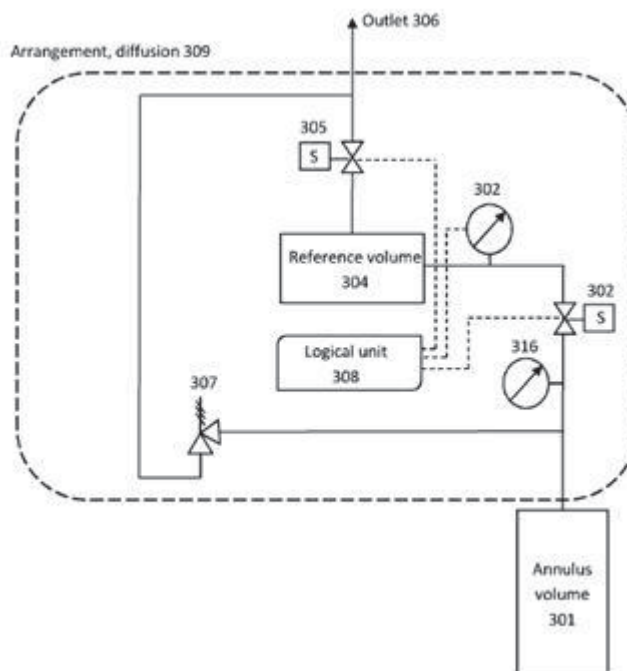 Outlet 306
Arrangement, diffusion 309
305
S
302
Reference volume
304
302
S
Logical unit
308
316
307
Annulus
volume
301